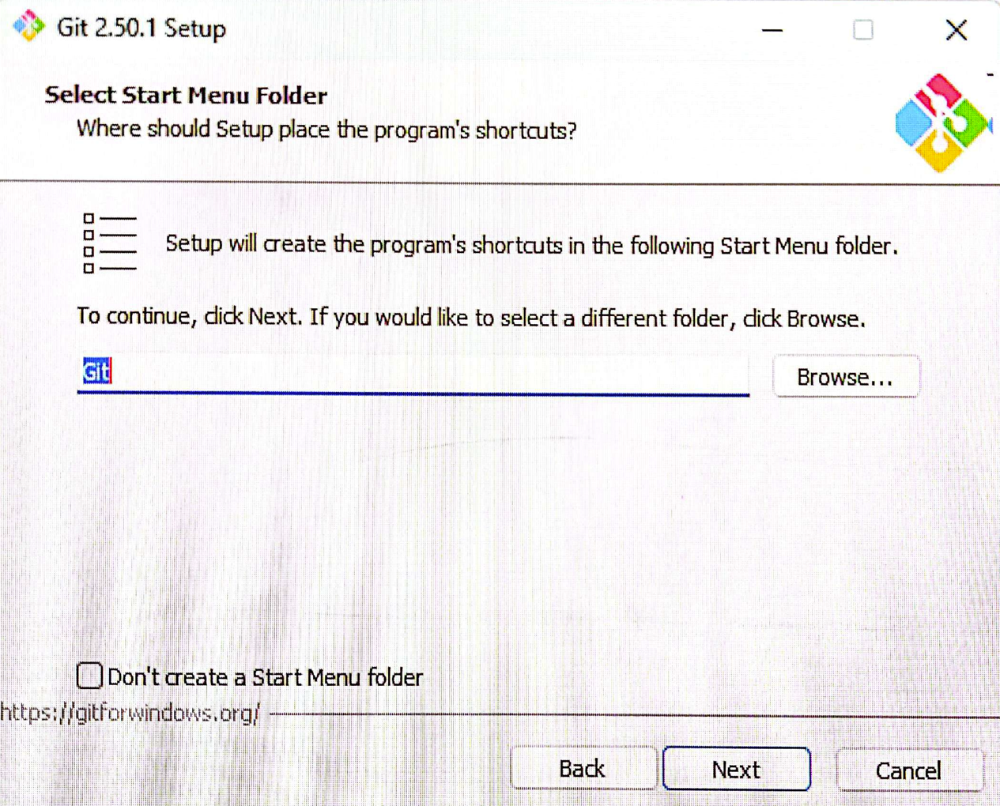 Git 2.50.1 Setup
Select Start Menu Folder
Where should Setup place the program's shortcuts?
Setup will create the program's shortcuts in the following Start Menu folder.
To continue, click Next. If you would like to select a different folder, click Browse.
Git
Browse...
Don't create a Start Menu folder
https://gitforwindows.org/
Back
Next
Cancel